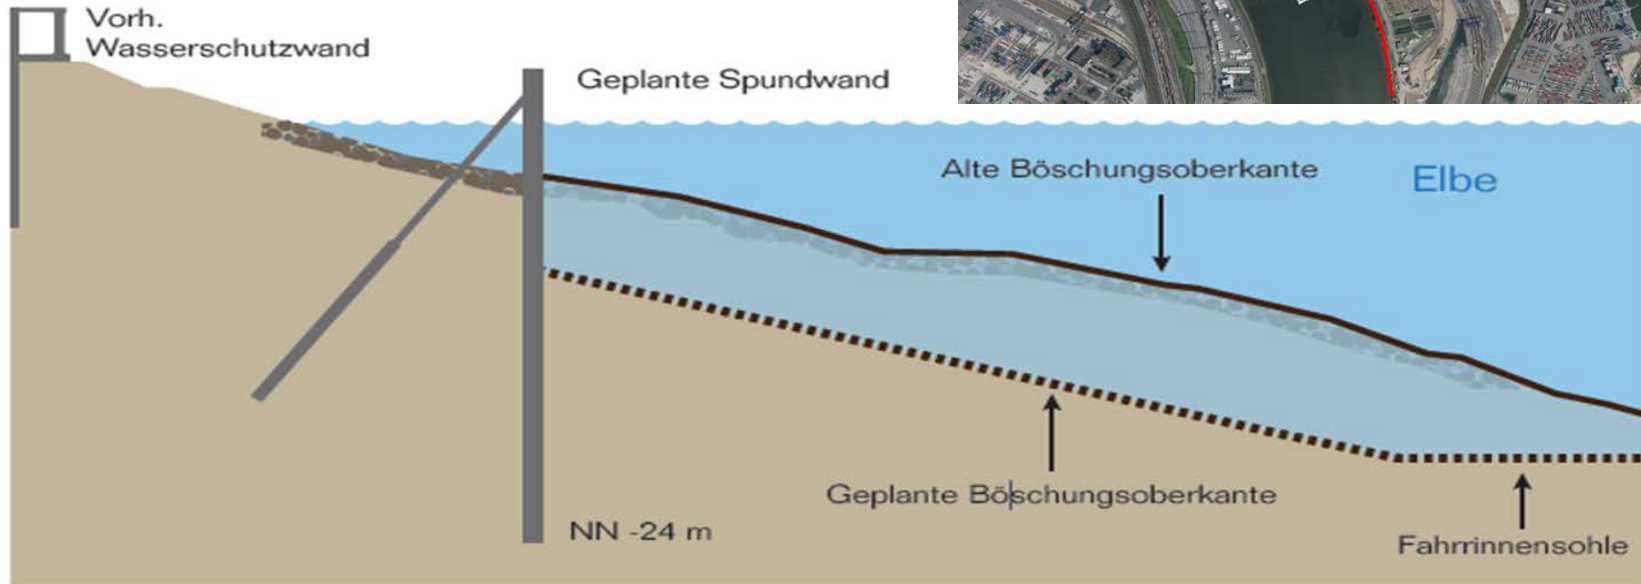 Vorh.
Wasserschutzwand
Geplante Spundwand
Alte Böschungsoberkante
Elbe
Geplante Böschungsoberkante
NN -24 m
Fahrrinnensohle